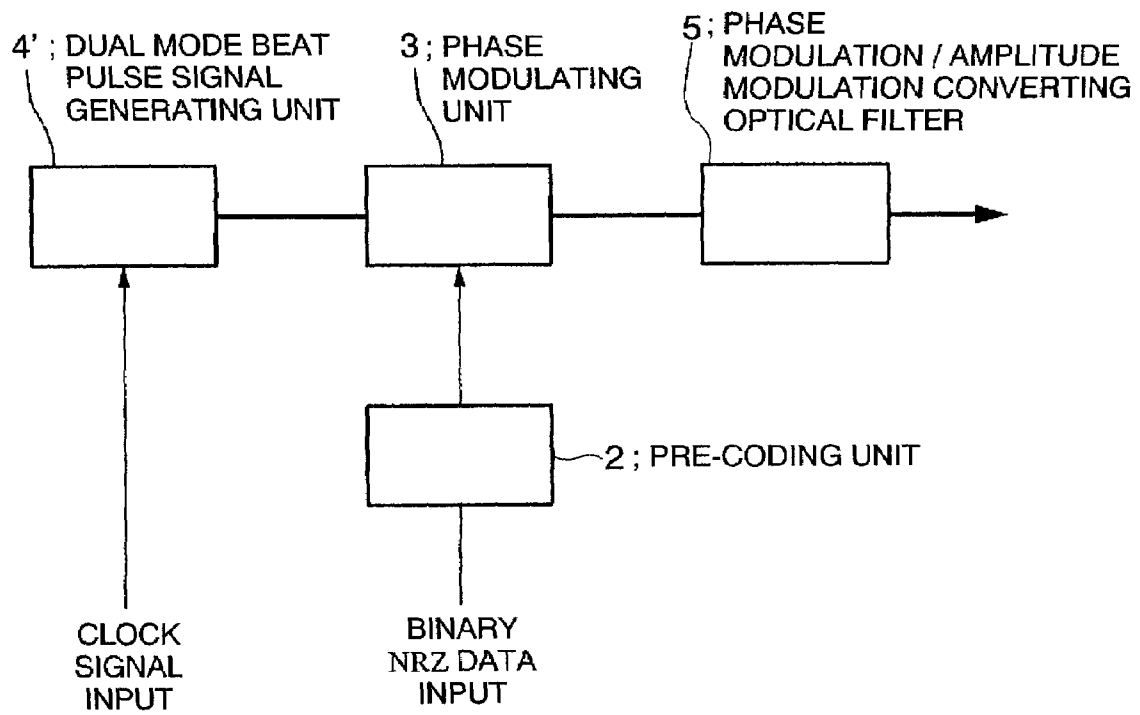 4' ; DUAL MODE BEAT
PULSE SIGNAL
GENERATING UNIT
3 ; PHASE
MODULATING
UNIT
5; PHASE
MODULATION / AMPLITUDE
MODULATION CONVERTING
OPTICAL FILTER
2 ; PRE-CODING UNIT
CLOCK
SIGNAL
INPUT
BINARY
NRZ DATA
INPUT